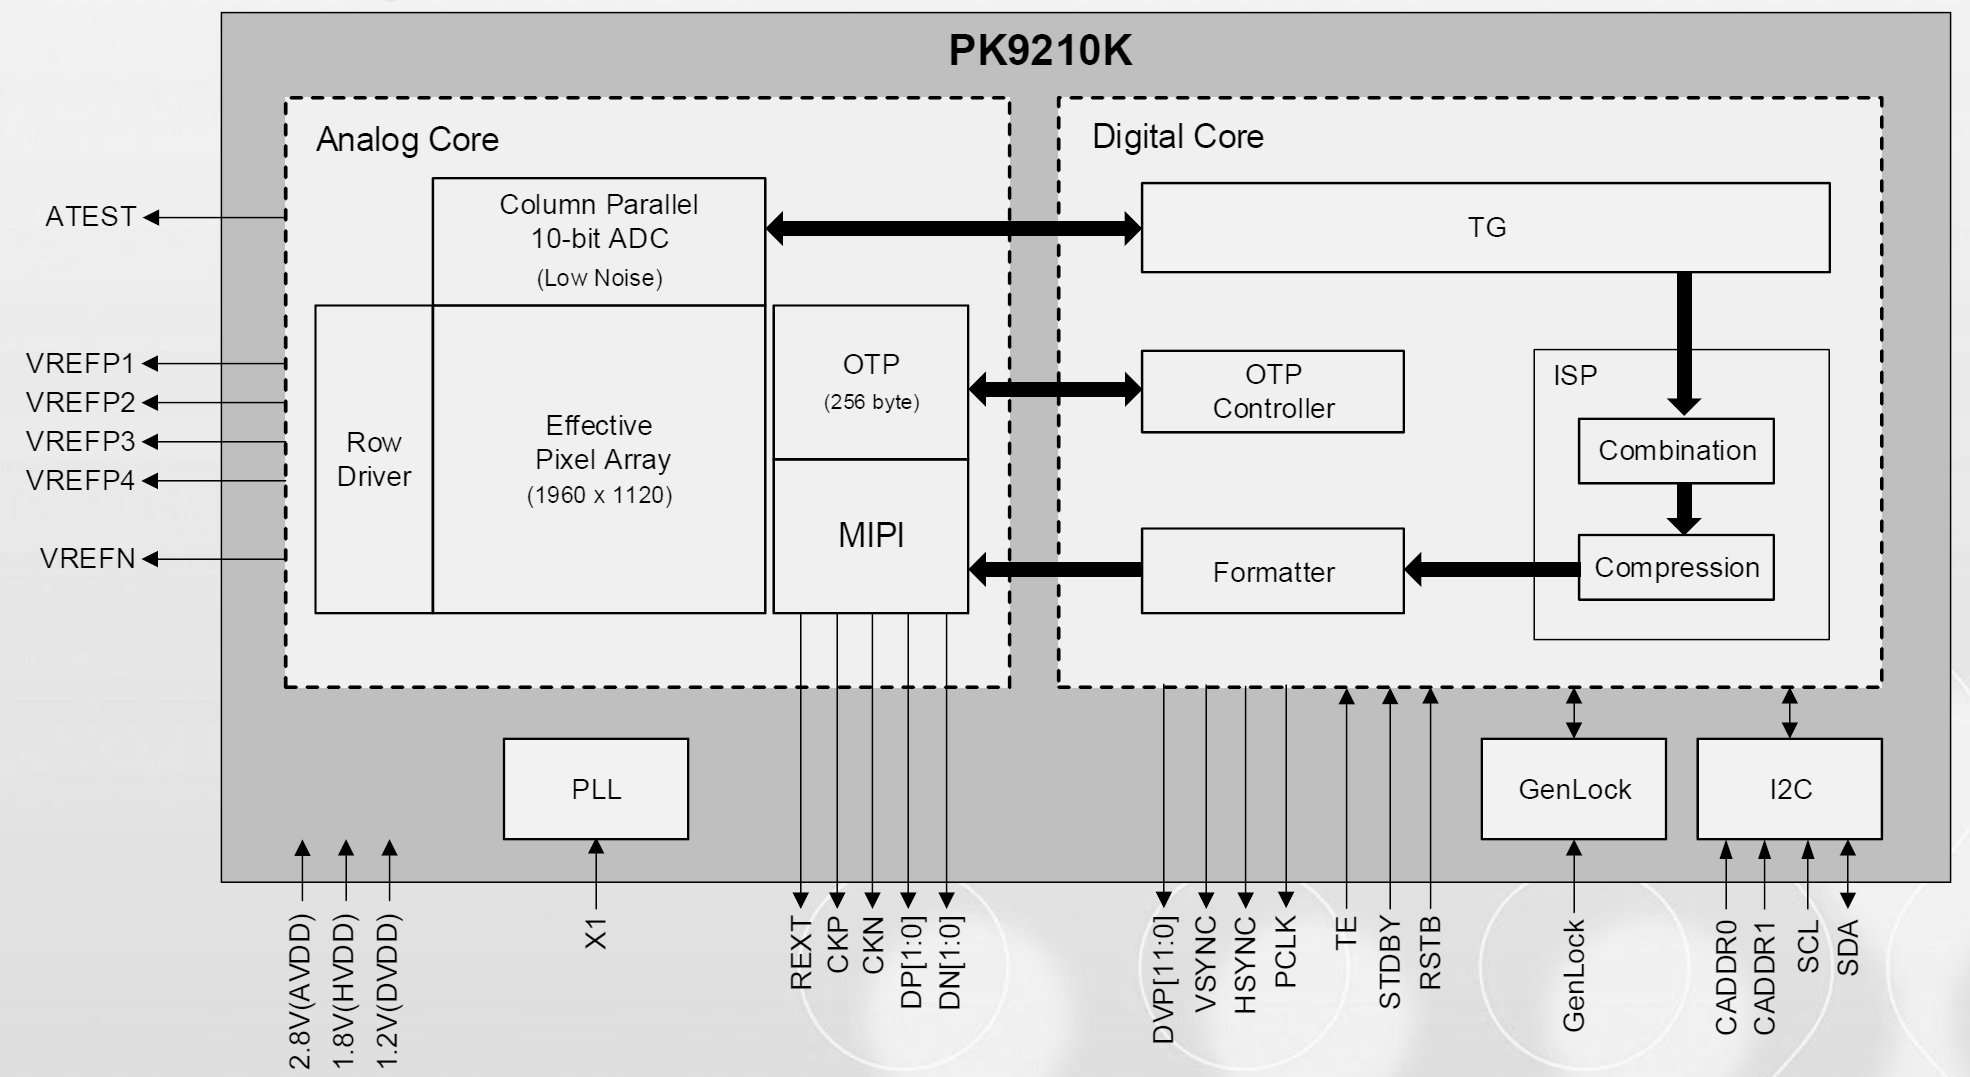 PK9210K
Analog Core
Digital Core
ATEST
Column Parallel
10-bit ADC
(Low Noise)
TG
VREFP1
VREFP2
VREFP3
VREFP4
VREFN
Row
Driver
Effective
Pixel Array
(1960 x 1120)
OTP
(256 byte)
MIPI
OTP
Controller
Formatter
ISP
Combination
Compression
PLL
GenLock
I2C
2.8V(AVDD)
1.8V(HVDD)
1.2V(DVDD)
X1
REXT
CKP
CKN
DP[1:0]
DN[1:0]
DVP[11:0]
VSYNC
HSYNC
PCLK
TE
STDBY
RSTB
GenLock
CADDR0
CADDR1
SCL
SDA